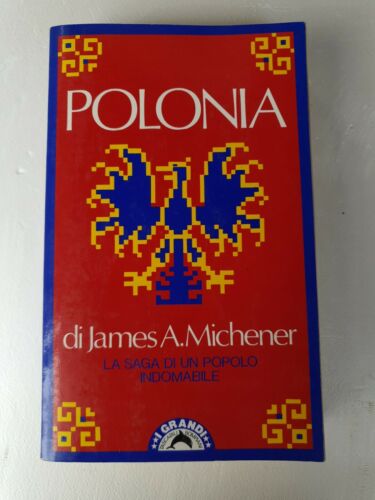 POLONIA
di James A. Michener
LA SAGA DI UN POPOLO
INDOMABILE
I GRANDI